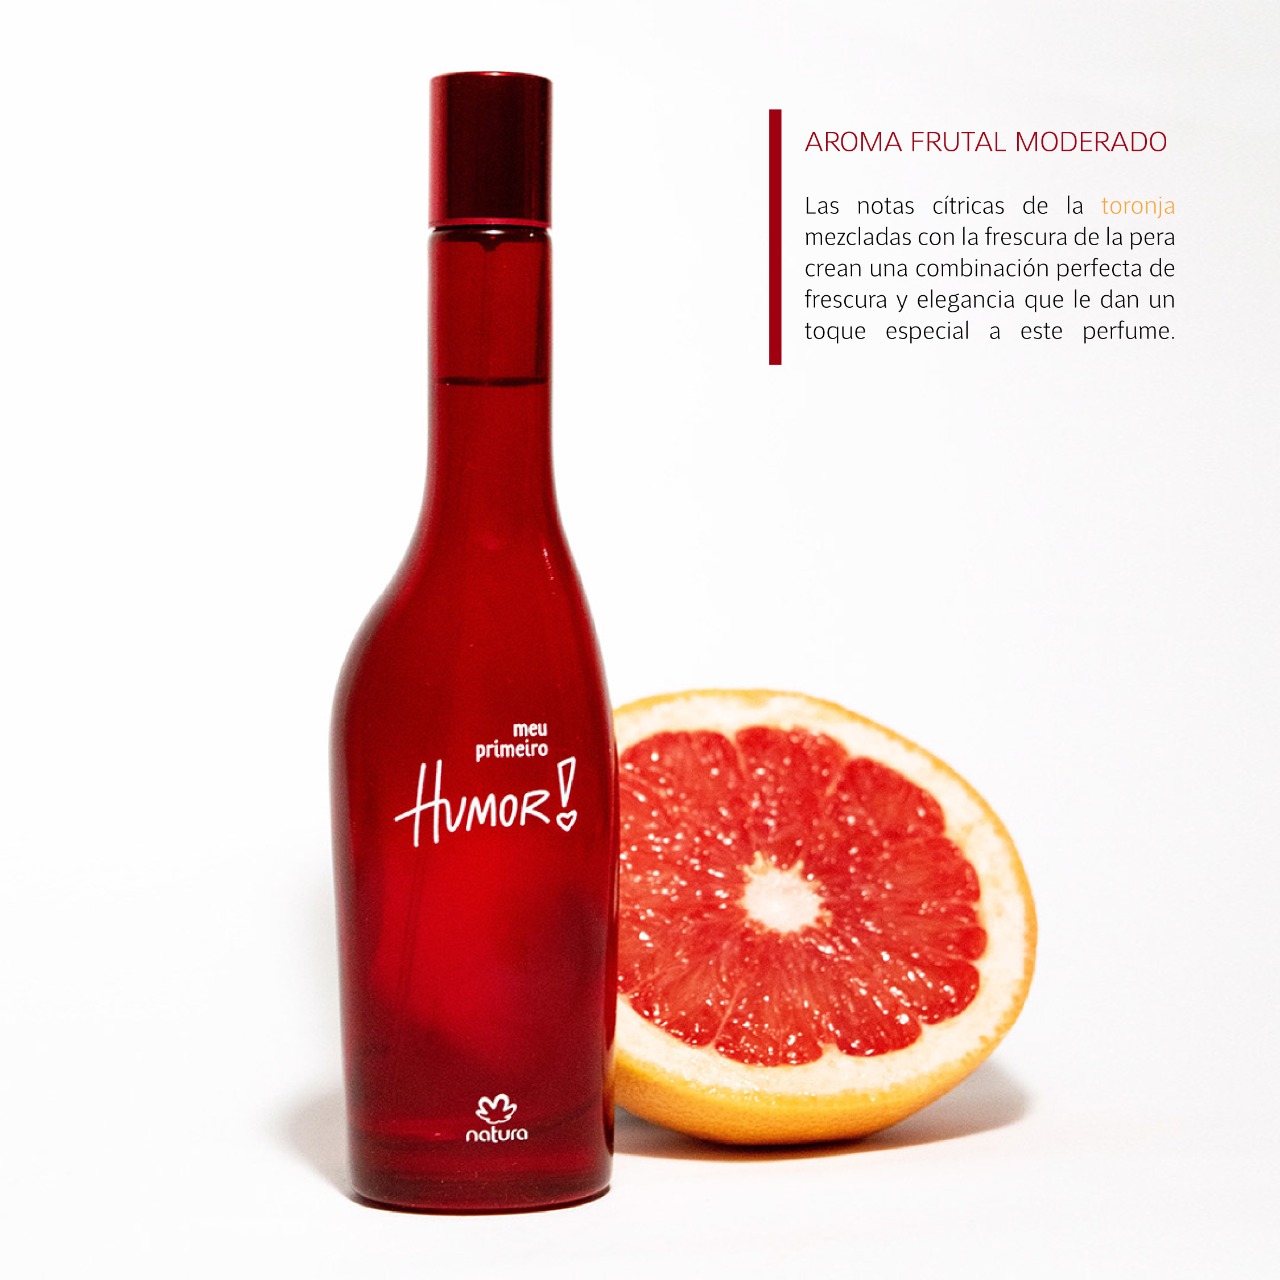 AROMA FRUTAL MODERADO
Las notas cítricas de la toronja
mezcladas con la frescura de la pera
crean una combinación perfecta de
frescura y elegancia que le dan un
toque especial a este perfume.
meu
primeiro
HUMOR!
natura